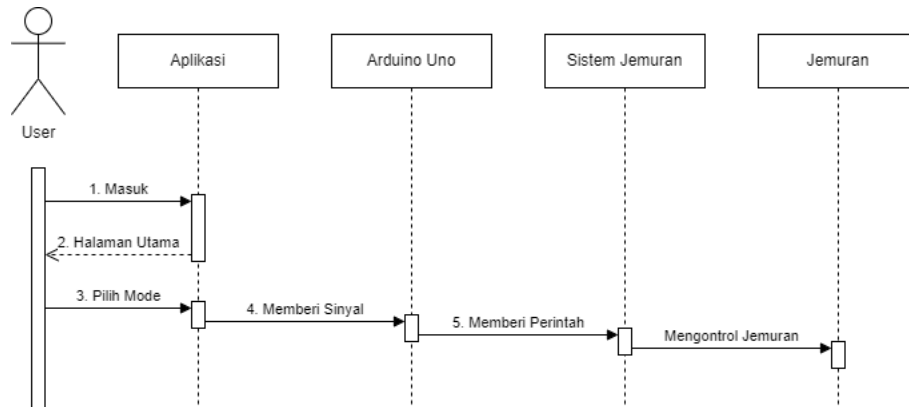 Aplikasi
Arduino Uno
Sistem Jemuran
Jemuran
User
1. Masuk
2. Halaman Utama
3. Pilih Mode
4. Memberi Sinyal
5. Memberi Perintah
Mengontrol Jemuran